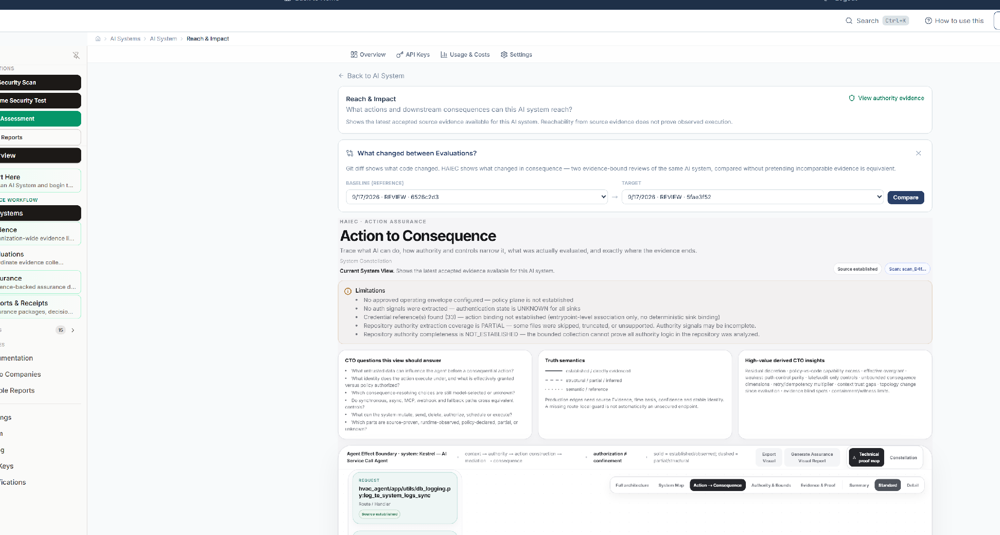 Search Ctrl+K
How to use this
AI Systems > AI System > Reach & Impact
Overview
API Keys
Usage & Costs
Settings
TIONS
Security Scan
me Security Test
Assessment
Reports
view
t Here
an AI System and begin t...
CE WORKFLOW
ystems
dence
nization-wide evidence li...
luations
rdinate evidence colle...
urance
ence-backed assurance d...
orts & Receipts
urance packages, decisio...
S 15
ES
umentation
o Companies
ple Reports
ngs
m
ng
Keys
fications
← Back to AI System
Reach & Impact
View authority evidence
What actions and downstream consequences can this AI system reach?
Shows the latest accepted source evidence available for this AI system. Reachability from source evidence does not prove observed execution.
What changed between Evaluations?
Git diff shows what code changed. HAIEC shows what changed in consequence — two evidence-bound reviews of the same AI system, compared without pretending incomparable evidence is equivalent.
BASELINE (REFERENCE)
9/17/2026 · REVIEW · 6526c2d3
→
TARGET
9/17/2026 · REVIEW · 5fae3f52
Compare
HAIEC · ACTION ASSURANCE
Action to Consequence
Trace what AI can do, how authority and controls narrow it, what was actually evaluated, and exactly where the evidence ends.
System Constellation
Current System View. Shows the latest accepted evidence available for this AI system.
Source established
Scan: scan_D4f...
Limitations
• No approved operating envelope configured — policy plane is not established
• No auth signals were extracted — authentication state is UNKNOWN for all sinks
• Credential reference(s) found (33) — action binding not established (entrypoint-level association only, no deterministic sink binding)
• Repository authority extraction coverage is PARTIAL — some files were skipped, truncated, or unsupported. Authority signals may be incomplete.
• Repository authority completeness is NOT_ESTABLISHED — the bounded collection cannot prove all authority logic in the repository was analyzed.
CTO questions this view should answer
• What untrusted data can influence the agent before a consequential action?
• What identity does the action execute under, and what is effectively granted
versus policy authorized?
• Which consequence-resolving choices are still model-selected or unknown?
• Do synchronous, async, MCP, webhook and fallback paths cross equivalent
controls?
• What can the system mutate, send, delete, authorize, schedule or execute?
• Which parts are source-proven, runtime-observed, policy-declared, partial, or
unknown?
Truth semantics
established / directly evidenced
structural / partial / inferred
semantic / reference
Production edges need source Evidence, time basis, confidence and stable identity.
A missing route-local guard is not automatically an unsecured endpoint.
High-value derived CTO insights
Residual discretion · policy-vs-code capability excess · effective overgrant ·
weakest-path control parity · late/audit-only controls · unbounded consequence
dimensions · retry/idempotency multiplier · context trust gaps · topology change
since evaluation · evidence blind spots · containment/witness limits.
Agent Effect Boundary · system: Kestrel — AI
Service Call Agent
context → authority → action construction →
mediation → consequence
authorization ≠
confinement
solid = established/observed; dashed =
partial/structural
Export
Visual
Generate Assurance
Visual Report
Technical
proof map
Constellation
REQUEST
hvac_agent/app/utils/db_logging.p
y:log_to_system_logs_sync
Route / Handler
Source established
Full architecture
System Map
Action → Consequence
Authority & Bounds
Evidence & Proof
Summary
Standard
Detail